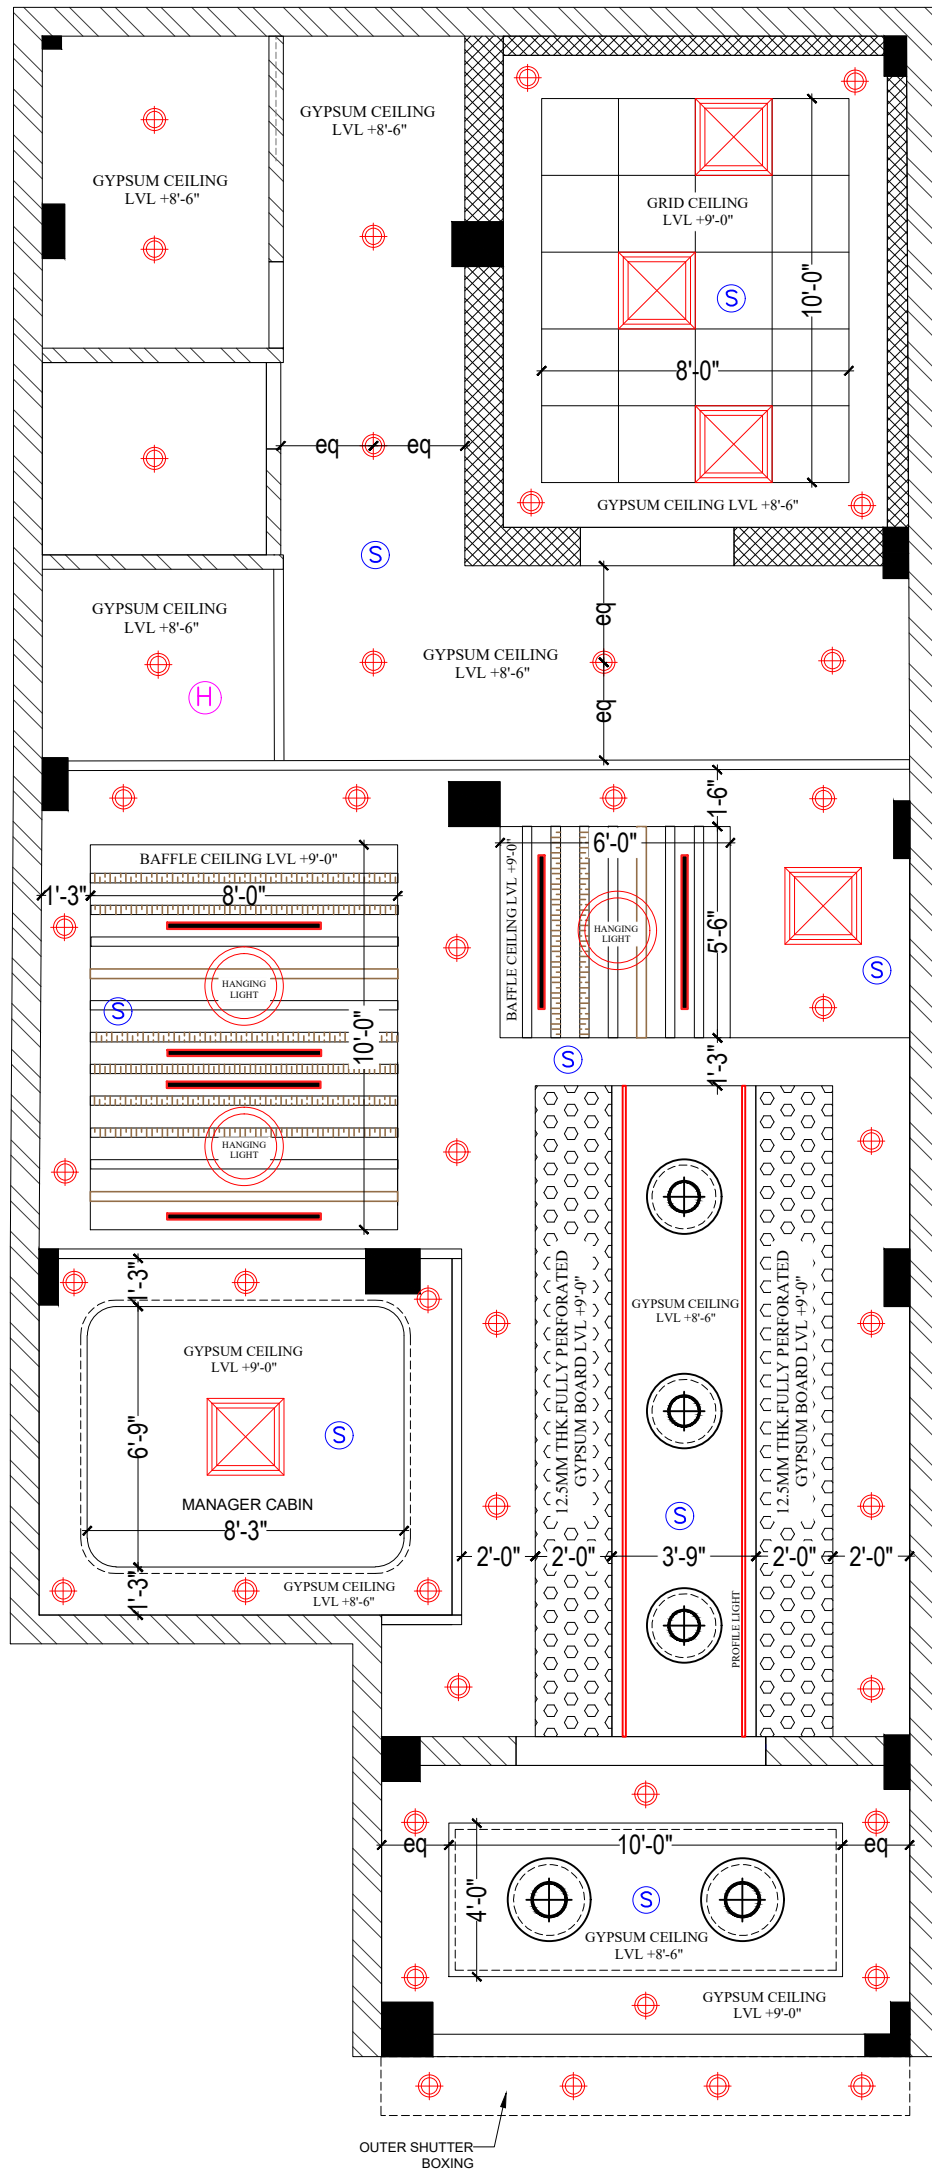 GYPSUM CEILING
LVL +8'-6"
GYPSUM CEILING
LVL +8'-6"
GRID CEILING
LVL +9'-0"
10'-0"
S
8'-0"
eq
eq
GYPSUM CEILING LVL +8'-6"
S
GYPSUM CEILING
LVL +8'-6"
eq
GYPSUM CEILING
LVL +8'-6"
H
eq
1'-6"
BAFFLE CEILING LVL +9'-0"
6'-0"
1'-3"
8'-0"
BAFFLE CEILING LVL +9'-0"
HANGING
LIGHT
5'-6"
S
HANGING
LIGHT
S
10'-0"
S
1'-3"
HANGING
LIGHT
1'-3"
12.5MM THK.FULLY PERFORATED
GYPSUM BOARD LVL +9'-0"
GYPSUM CEILING
LVL +8'-6"
12.5MM THK.FULLY PERFORATED
GYPSUM BOARD LVL +9'-0"
GYPSUM CEILING
LVL +9'-0"
6'-9"
S
MANAGER CABIN
8'-3"
S
2'-0"
2'-0"
3'-9"
2'-0"
2'-0"
1'-3"
GYPSUM CEILING
LVL +8'-6"
PROFILE LIGHT
eq
10'-0"
eq
4'-0"
S
GYPSUM CEILING
LVL +8'-6"
GYPSUM CEILING
LVL +9'-0"
OUTER SHUTTER
BOXING